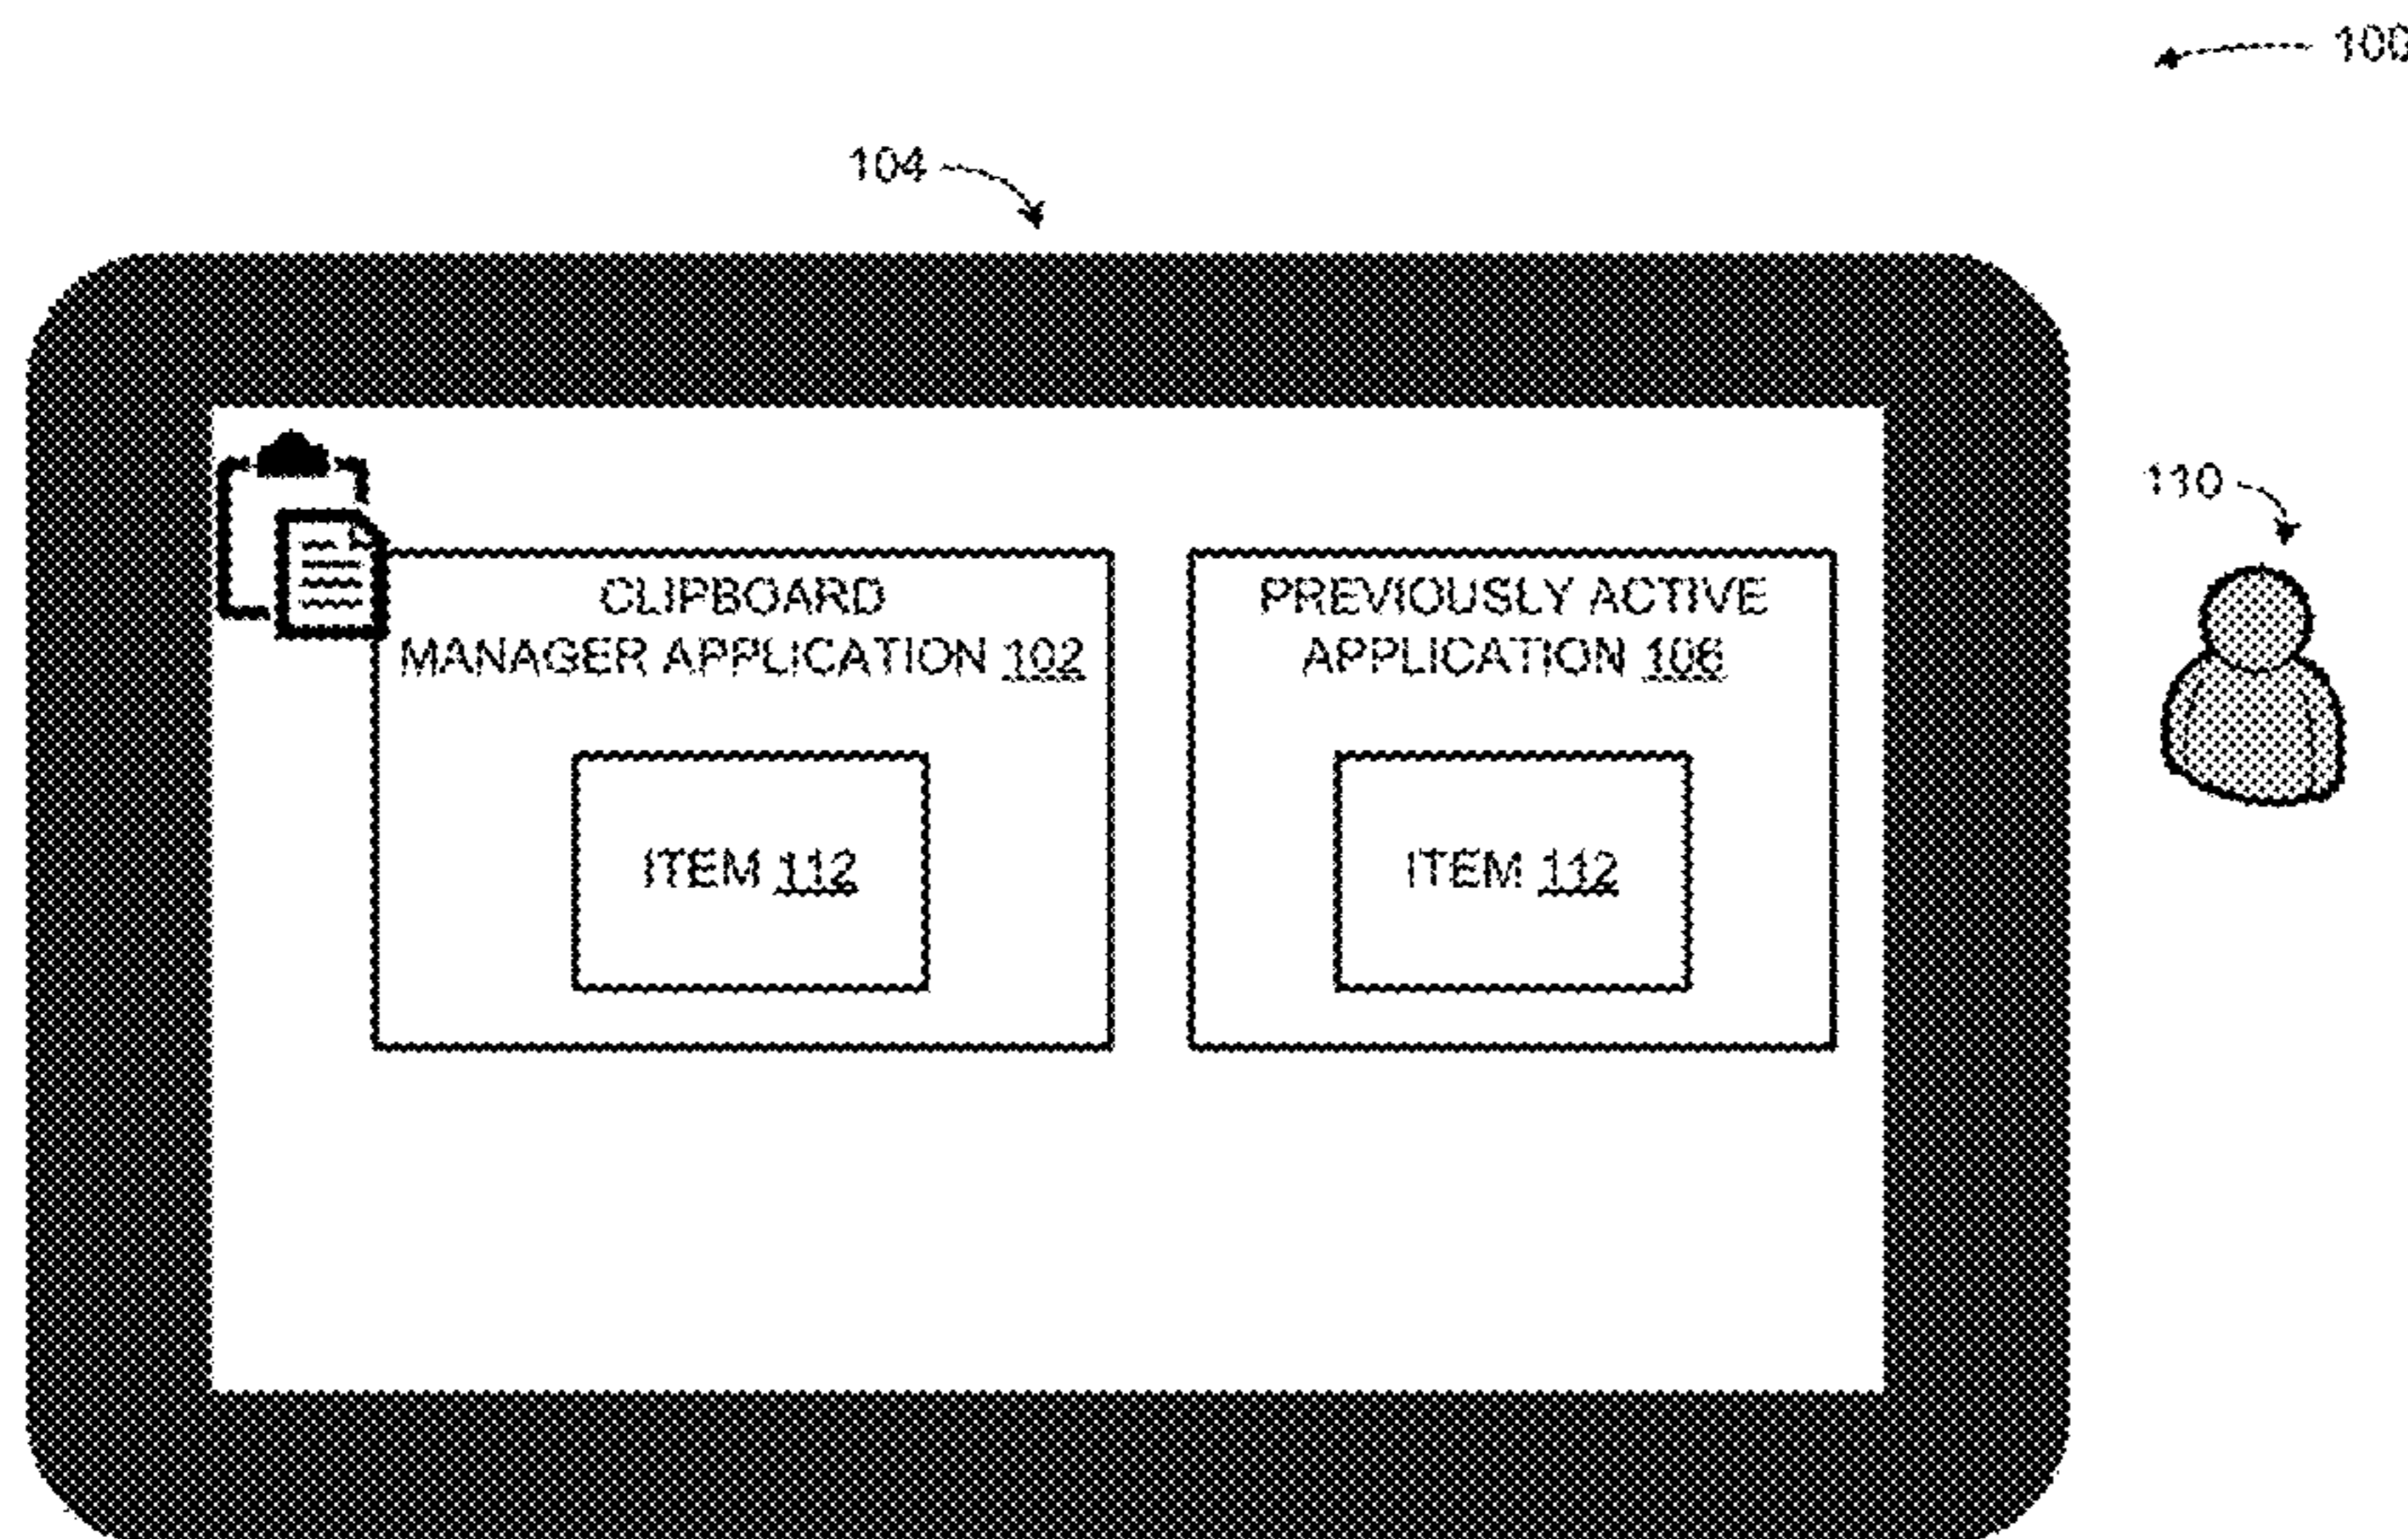 100
104
110
CLIPBOARD
MANAGER APPLICATION 102
PREVIOUSLY ACTIVE
APPLICATION 106
ITEM 112
ITEM 112